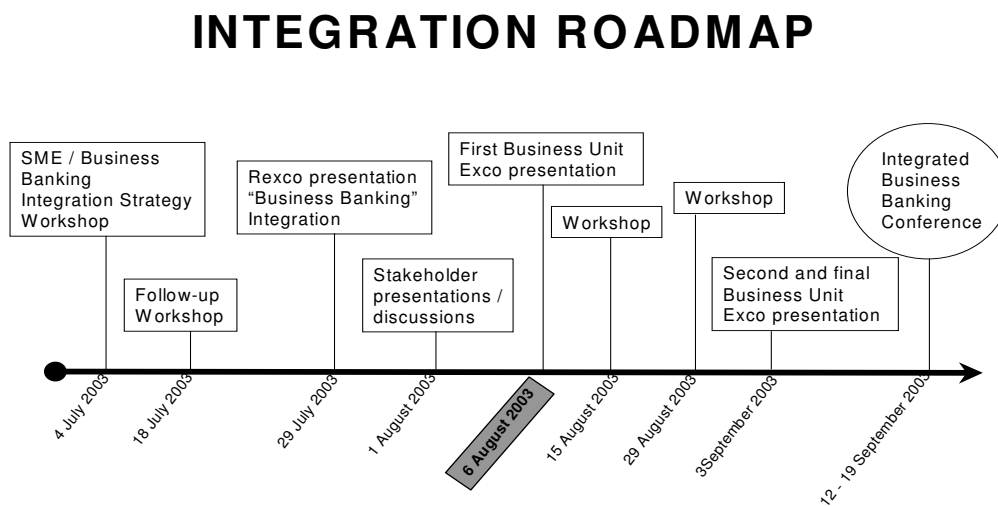 INTEGRATION ROADMAP
SME / Business
Banking
Integration Strategy
Workshop
Follow-up
Workshop
Rexco presentation
“Business Banking”
Integration
Stakeholder
presentations /
discussions
First Business Unit
Exco presentation
Workshop
Workshop
Second and final
Business Unit
Exco presentation
Integrated
Business
Banking
Conference
4 July 2003
18 July 2003
29 July 2003
1 August 2003
6 August 2003
15 August 2003
29 August 2003
3September 2003
12 - 19 September 2003